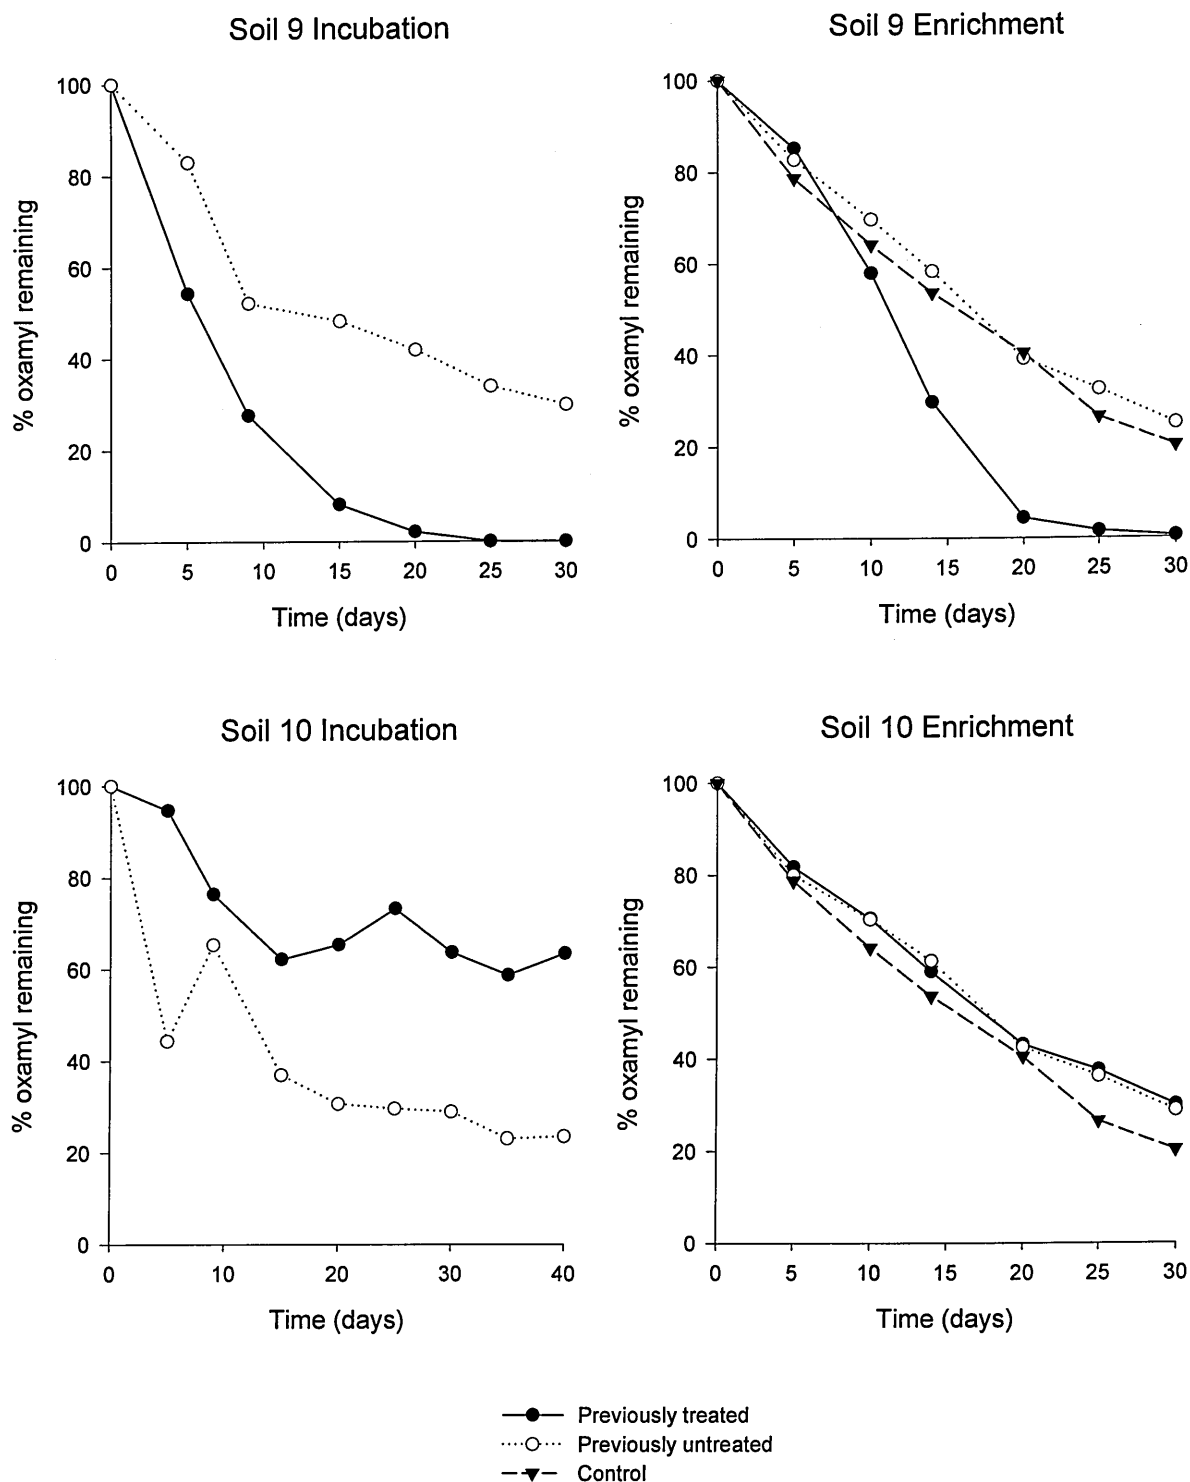 Soil 9 Incubation
% oxamyl remaining
100
80
60
40
20
0
0 5 10 15 20 25 30
Time (days)
Soil 9 Enrichment
% oxamyl remaining
100
80
60
40
20
0
0 5 10 15 20 25 30
Time (days)
Soil 10 Incubation
% oxamyl remaining
100
80
60
40
20
0
0 10 20 30 40
Time (days)
Soil 10 Enrichment
% oxamyl remaining
100
80
60
40
20
0
0 5 10 15 20 25 30
Time (days)
Previously treated
Previously untreated
Control